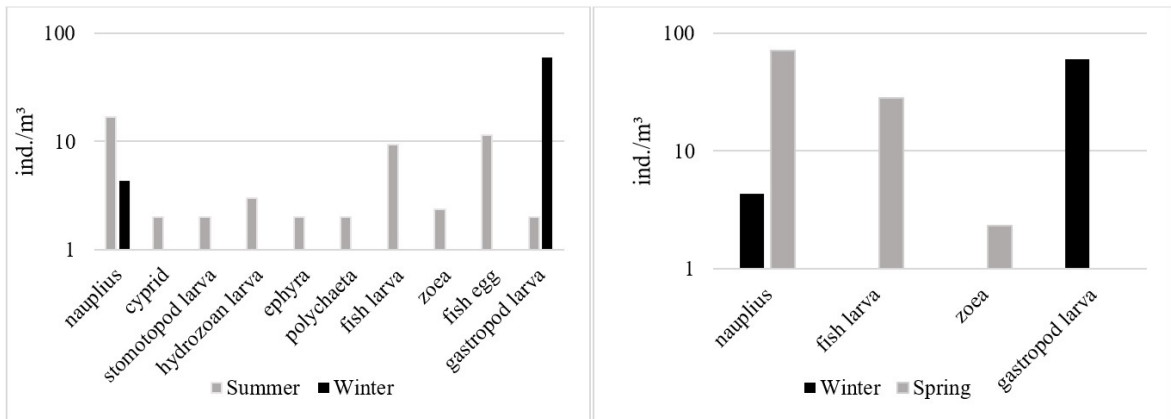 100
10
1
ind./m³
nauplius
cyprid
stomotopod larva
hydrozoan larva
ephyra
polychaeta
fish larva
zoea
fish egg
gastropod larva
Summer Winter
100
10
1
ind./m³
nauplius
fish larva
zoea
gastropod larva
Winter Spring